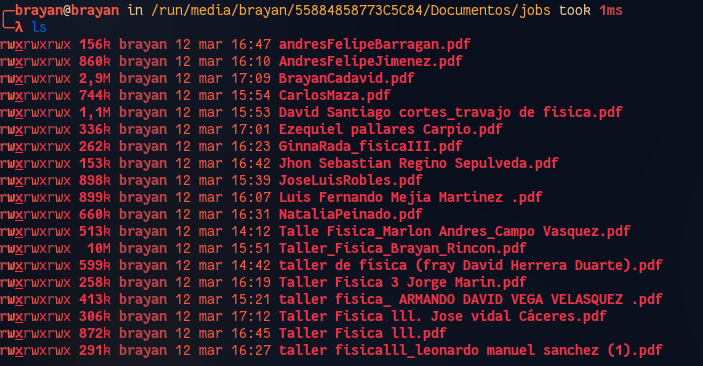 ╭─brayan@brayan in /run/media/brayan/55884858773C5C84/Documentos/jobs took 1ms
╰─λ ls
rwxrwxrwx 156k brayan 12 mar 16:47 andresFelipeBarragan.pdf
rwxrwxrwx 860k brayan 12 mar 16:10 AndresFelipeJimenez.pdf
rwxrwxrwx 2,9M brayan 12 mar 17:09 BrayanCadavid.pdf
rwxrwxrwx 744k brayan 12 mar 15:54 CarlosMaza.pdf
rwxrwxrwx 1,1M brayan 12 mar 15:53 David Santiago cortes_travajo de fisica.pdf
rwxrwxrwx 336k brayan 12 mar 17:01 Ezequiel pallares Carpio.pdf
rwxrwxrwx 262k brayan 12 mar 16:23 GinnaRada_fisicaIII.pdf
rwxrwxrwx 153k brayan 12 mar 16:42 Jhon Sebastian Regino Sepulveda.pdf
rwxrwxrwx 898k brayan 12 mar 15:39 JoseLuisRobles.pdf
rwxrwxrwx 899k brayan 12 mar 16:07 Luis Fernando Mejia Martinez .pdf
rwxrwxrwx 660k brayan 12 mar 16:31 NataliaPeinado.pdf
rwxrwxrwx 513k brayan 12 mar 14:12 Talle Fisica_Marlon Andres_Campo Vasquez.pdf
rwxrwxrwx 10M brayan 12 mar 15:51 Taller_Fisica_Brayan_Rincon.pdf
rwxrwxrwx 599k brayan 12 mar 14:42 taller de física (fray David Herrera Duarte).pdf
rwxrwxrwx 258k brayan 12 mar 16:19 Taller Fisica 3 Jorge Marin.pdf
rwxrwxrwx 413k brayan 12 mar 15:21 taller fisica_ ARMANDO DAVID VEGA VELASQUEZ .pdf
rwxrwxrwx 306k brayan 12 mar 17:12 Taller Fisica lll. Jose vidal Cáceres.pdf
rwxrwxrwx 872k brayan 12 mar 16:45 Taller Fisica lll.pdf
rwxrwxrwx 291k brayan 12 mar 16:27 taller fisicalll_leonardo manuel sanchez (1).pdf